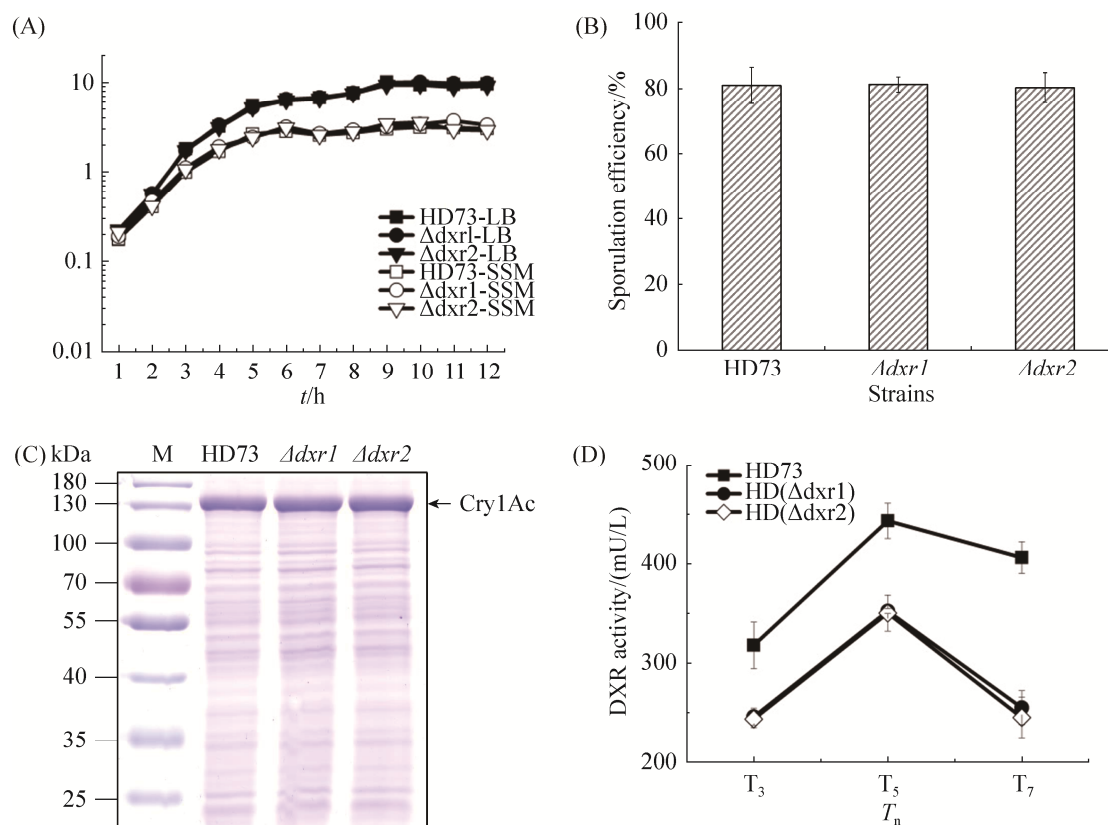 (A)
10
1
0.1
0.01
1 2 3 4 5 6 7 8 9 10 11 12
t/h
HD73-LB
Δdxrl-LB
Δdxr2-LB
HD73-SSM
Δdxr1-SSM
Δdxr2-SSM
(B)
Sporulation efficiency/%
100
80
60
40
20
0
HD73 Δdxr1 Δdxr2
Strains
(C) kDa M HD73 Δdxr1 Δdxr2
180
130
100
70
55
40
35
25
Cry1Ac
(D)
DXR activity/(mU/L)
500
400
300
200
HD73
HD(Δdxr1)
HD(Δdxr2)
T3 T5 T7
Tn